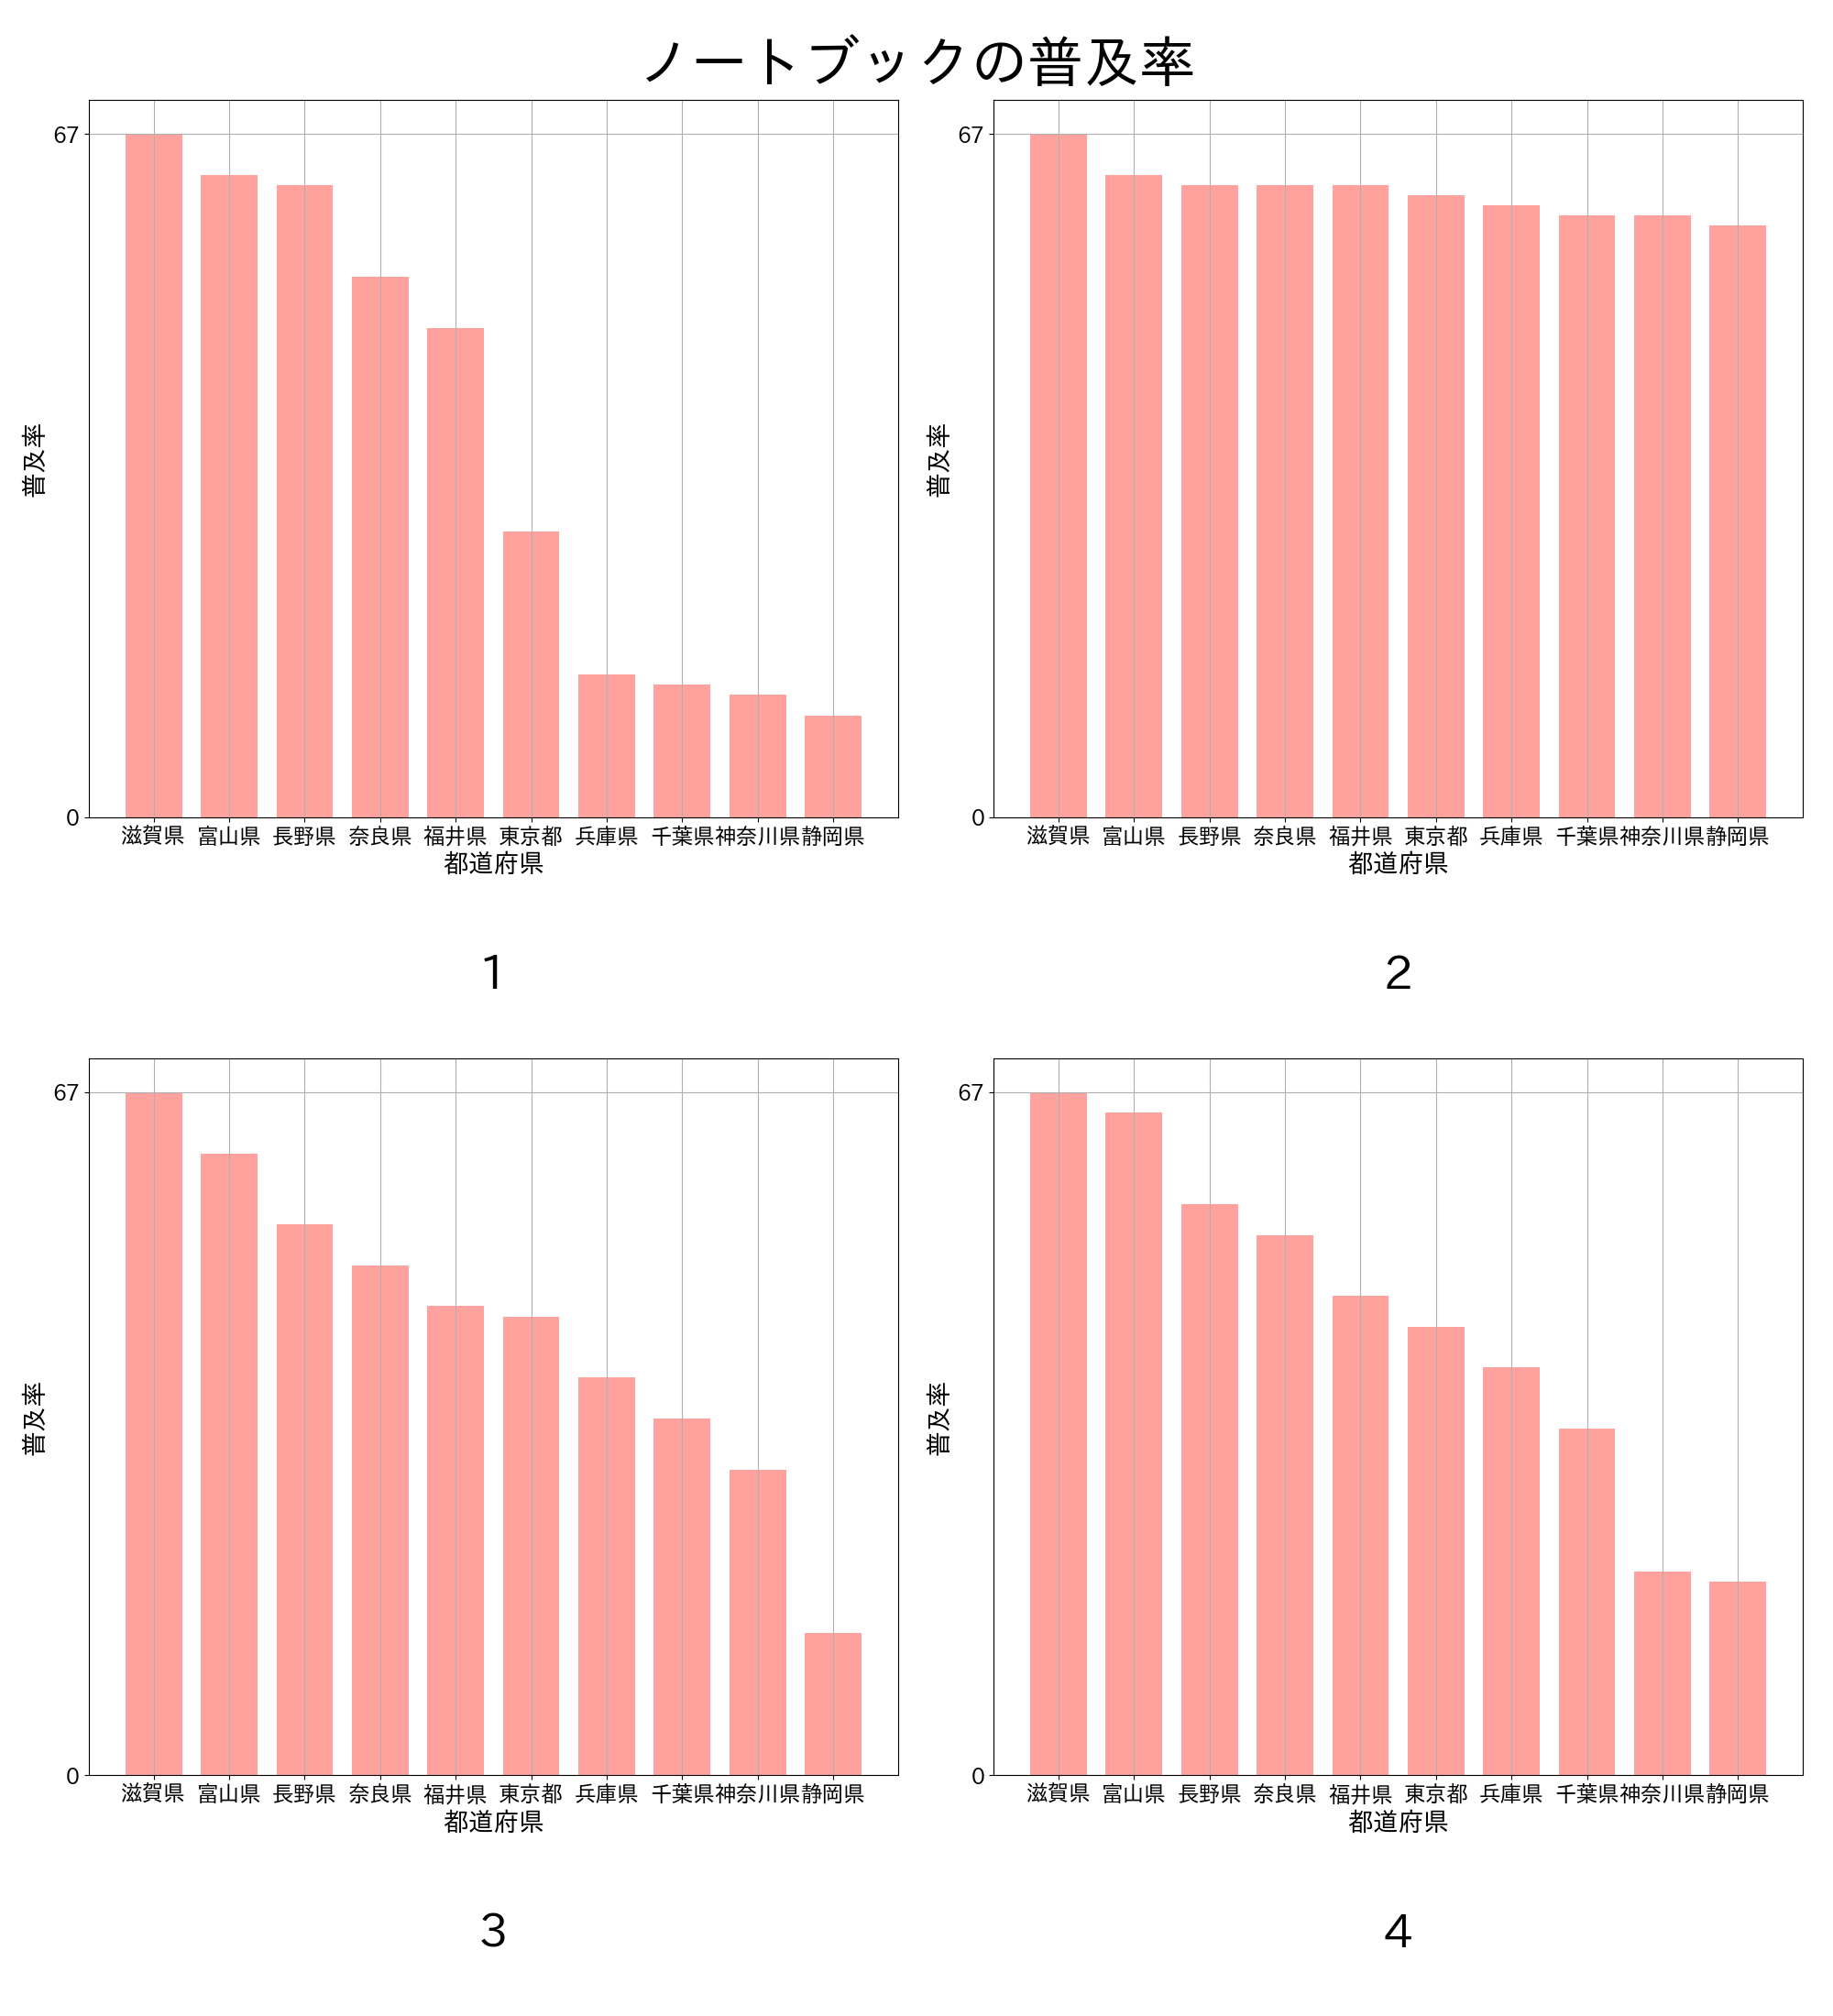 ノートブックの普及率
67
0
普及率
滋賀県 富山県 長野県 奈良県 福井県 東京都 兵庫県 千葉県 神奈川県 静岡県
都道府県
1
67
0
普及率
滋賀県 富山県 長野県 奈良県 福井県 東京都 兵庫県 千葉県 神奈川県 静岡県
都道府県
2
67
0
普及率
滋賀県 富山県 長野県 奈良県 福井県 東京都 兵庫県 千葉県 神奈川県 静岡県
都道府県
3
67
0
普及率
滋賀県 富山県 長野県 奈良県 福井県 東京都 兵庫県 千葉県 神奈川県 静岡県
都道府県
4